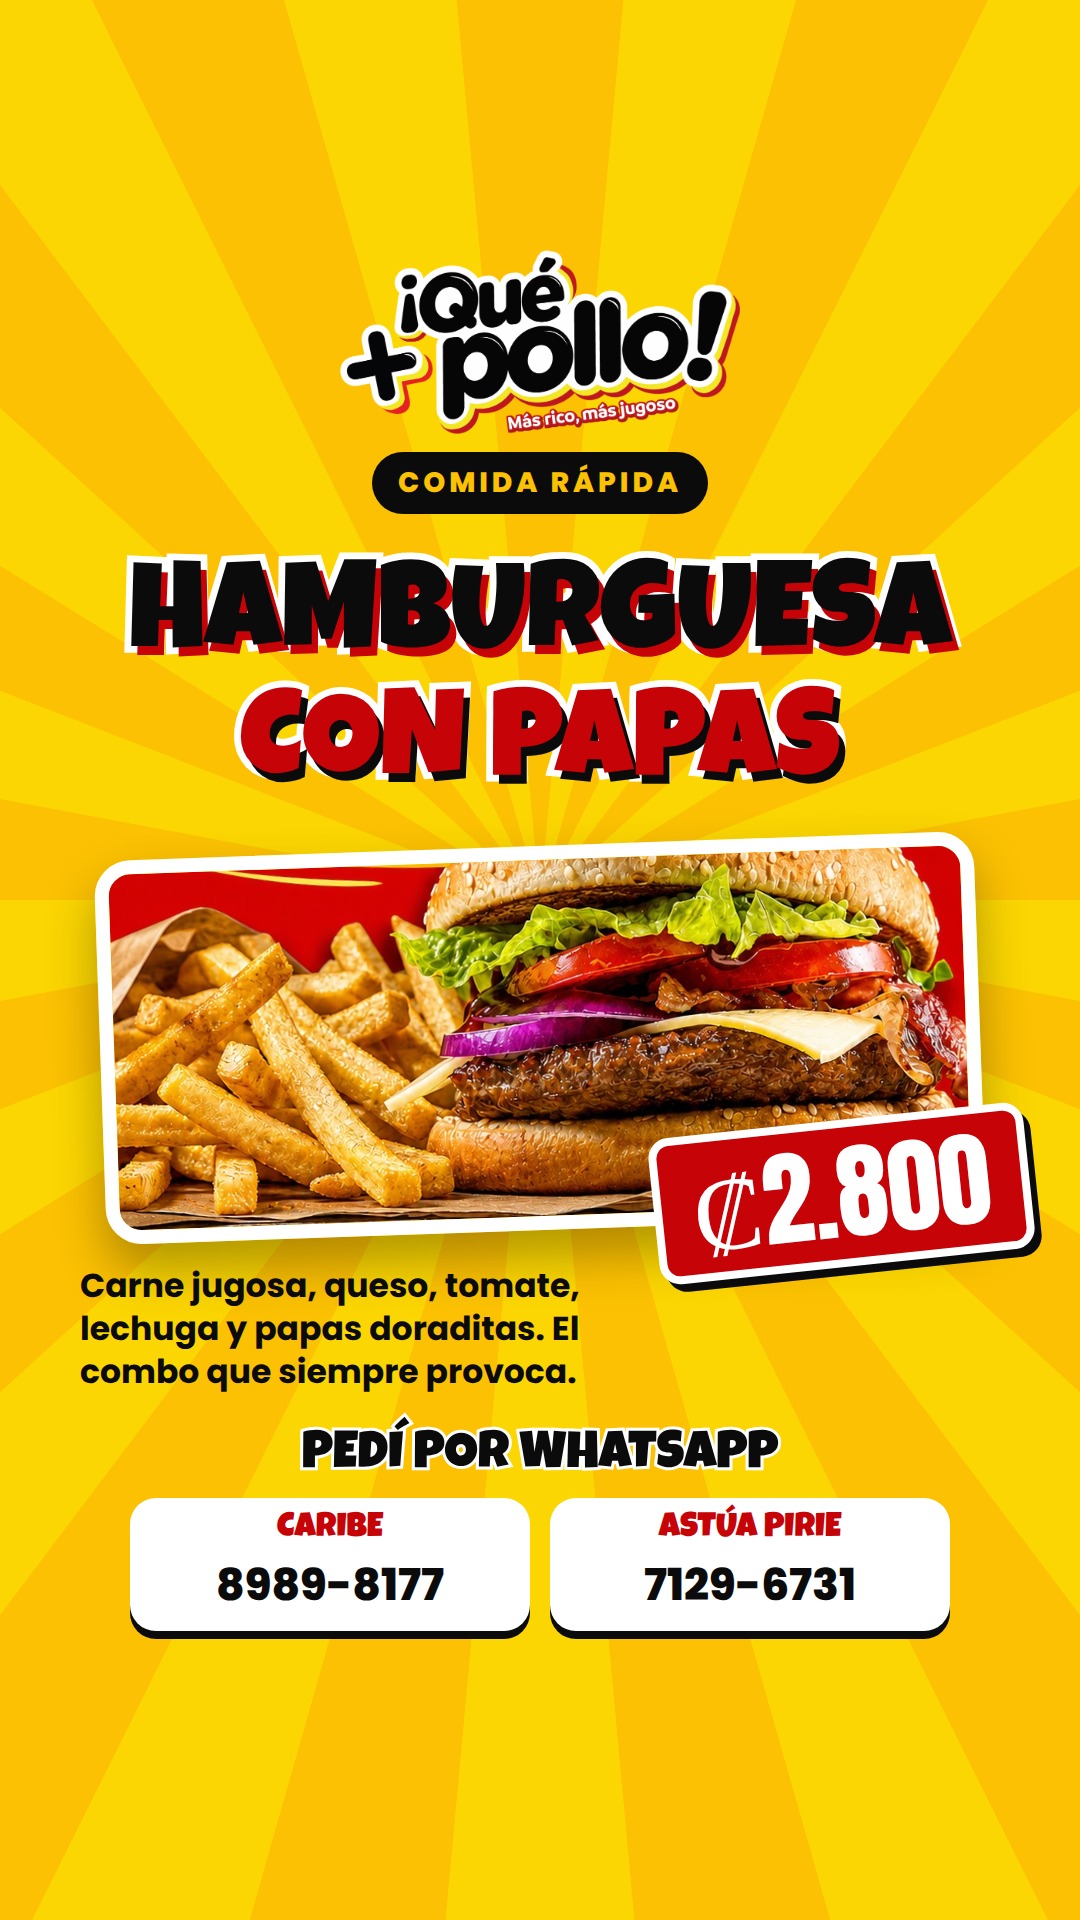 ¡Qué
+ pollo!
Más rico, más jugoso
COMIDA RÁPIDA
HAMBURGUESA
CON PAPAS
₡2.800
Carne jugosa, queso, tomate,
lechuga y papas doraditas. El
combo que siempre provoca.
PEDÍ POR WHATSAPP
CARIBE
8989-8177
ASTÚA PIRIE
7129-6731